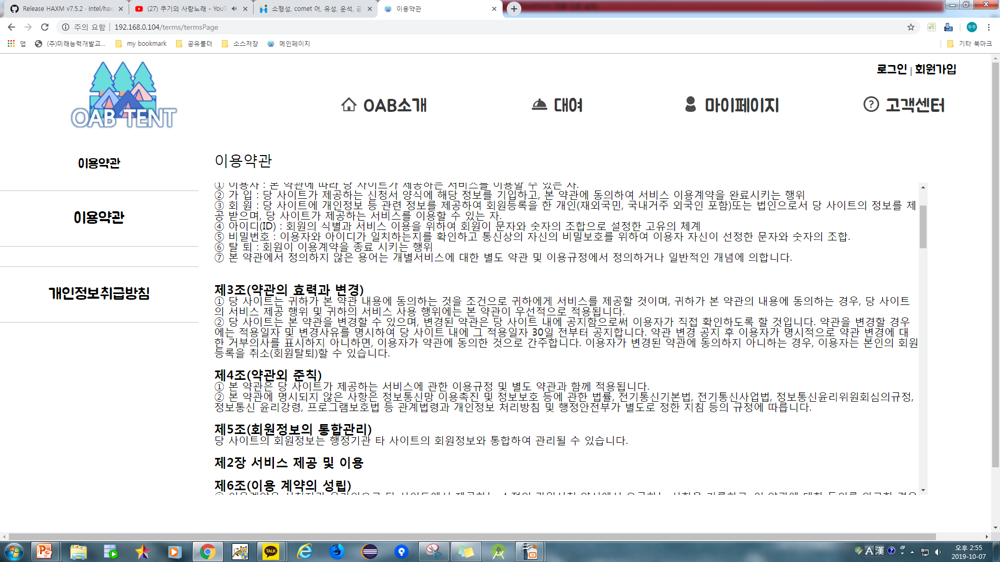 Release HAXM v7.5.2 · intel/hax
(27) 쿠기의 사랑노래 - YouT
소행성, comet 어, 유성, 운석, 공
이용약관
주의 요함
192.168.0.104/terms/termsPage
앱
(주)미래능력개발교...
my bookmark
공유폴더
소스저장
메인페이지
기타 북마크
우주
OAB TENT
로그인 | 회원가입
OAB소개
대여
마이페이지
고객센터
이용약관
이용약관
개인정보취급방침
이용약관
① 이용자 : 본 약관에 따라 당 사이트가 제공하는 서비스를 이용할 수 있는 자.
② 가 입 : 당 사이트가 제공하는 신청서 양식에 해당 정보를 기입하고, 본 약관에 동의하여 서비스 이용계약을 완료시키는 행위
③ 회 원 : 당 사이트에 개인정보 등 관련 정보를 제공하여 회원등록을 한 개인(재외국민, 국내거주 외국인 포함)또는 법인으로서 당 사이트의 정보를 제
공 받으며, 당 사이트가 제공하는 서비스를 이용할 수 있는 자.
④ 아이디(ID) : 회원의 식별과 서비스 이용을 위하여 회원이 문자와 숫자의 조합으로 설정한 고유의 체계
⑤ 비밀번호 : 이용자와 아이디가 일치하는지를 확인하고 통신상의 자신의 비밀보호를 위하여 이용자 자신이 선정한 문자와 숫자의 조합.
⑥ 탈 퇴 : 회원이 이용계약을 종료 시키는 행위
⑦ 본 약관에서 정의하지 않은 용어는 개별서비스에 대한 별도 약관 및 이용규정에서 정의하거나 일반적인 개념에 의합니다.
제3조(약관의 효력과 변경)
① 당 사이트는 귀하가 본 약관 내용에 동의하는 것을 조건으로 귀하에게 서비스를 제공할 것이며, 귀하가 본 약관의 내용에 동의하는 경우, 당 사이트
의 서비스 제공 행위 및 귀하의 서비스 사용 행위에는 본 약관이 우선적으로 적용됩니다.
② 당 사이트는 본 약관을 변경할 수 있으며, 변경된 약관은 당 사이트 내에 공지함으로써 이용자가 직접 확인하도록 할 것입니다. 약관을 변경할 경우
에는 적용일자 및 변경사유를 명시하여 당 사이트 내에 그 적용일자 30일 전부터 공지합니다. 약관 변경 공지 후 이용자가 명시적으로 약관 변경에 대
한 거부의사를 표시하지 아니하면, 이용자가 약관에 동의한 것으로 간주합니다. 이용자가 변경된 약관에 동의하지 아니하는 경우, 이용자는 본인의 회원
등록을 취소(회원탈퇴)할 수 있습니다.
제4조(약관외 준칙)
① 본 약관은 당 사이트가 제공하는 서비스에 관한 이용규정 및 별도 약관과 함께 적용됩니다.
② 본 약관에 명시되지 않은 사항은 정보통신망 이용촉진 및 정보보호 등에 관한 법률, 전기통신기본법, 전기통신사업법, 정보통신윤리위원회심의규정,
정보통신 윤리강령, 프로그램보호법 등 관계법령과 개인정보 처리방침 및 행정안전부가 별도로 정한 지침 등의 규정에 따릅니다.
제5조(회원정보의 통합관리)
당 사이트의 회원정보는 행정기관 타 사이트의 회원정보와 통합하여 관리될 수 있습니다.
제2장 서비스 제공 및 이용
제6조(이용 계약의 성립)
TALK
A 漢
오후 2:55
2019-10-07